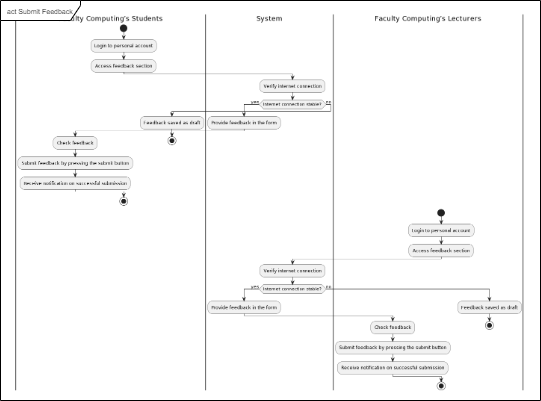 act Submit Feedback
ulty Computing's Students
System
Faculty Computing's Lecturers
Login to personal account
Access feedback section
Verify internet connection
yes
Internet connection stable?
no
Feedback saved as draft
Provide feedback in the form
Check feedback
Submit feedback by pressing the submit button
Receive notification on successful submission
Login to personal account
Access feedback section
Verify internet connection
yes
Internet connection stable?
no
Provide feedback in the form
Feedback saved as draft
Check feedback
Submit feedback by pressing the submit button
Receive notification on successful submission